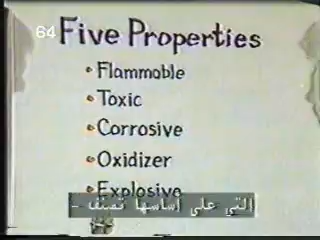 64
Five Properties
• Flammable
• Toxic
• Corrosive
• Oxidizer
• Explosive
التي على أساسها تصنف -